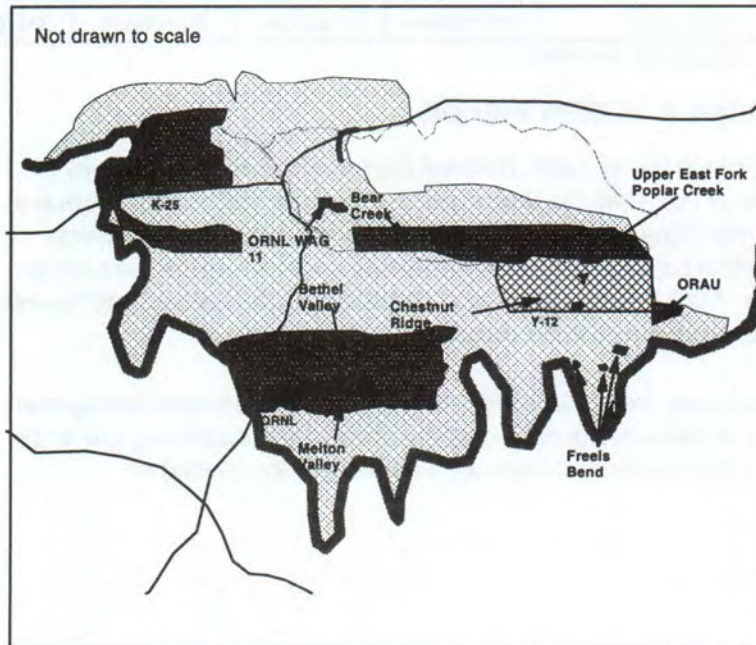 Not drawn to scale
Upper East Fork
Poplar Creek
K-25
Bear
Creek
ORNL WAG
11
ORAU
Bethel
Valley
Chestnut
Ridge
Y-12
ORNL
Melton
Valley
Freels
Bend